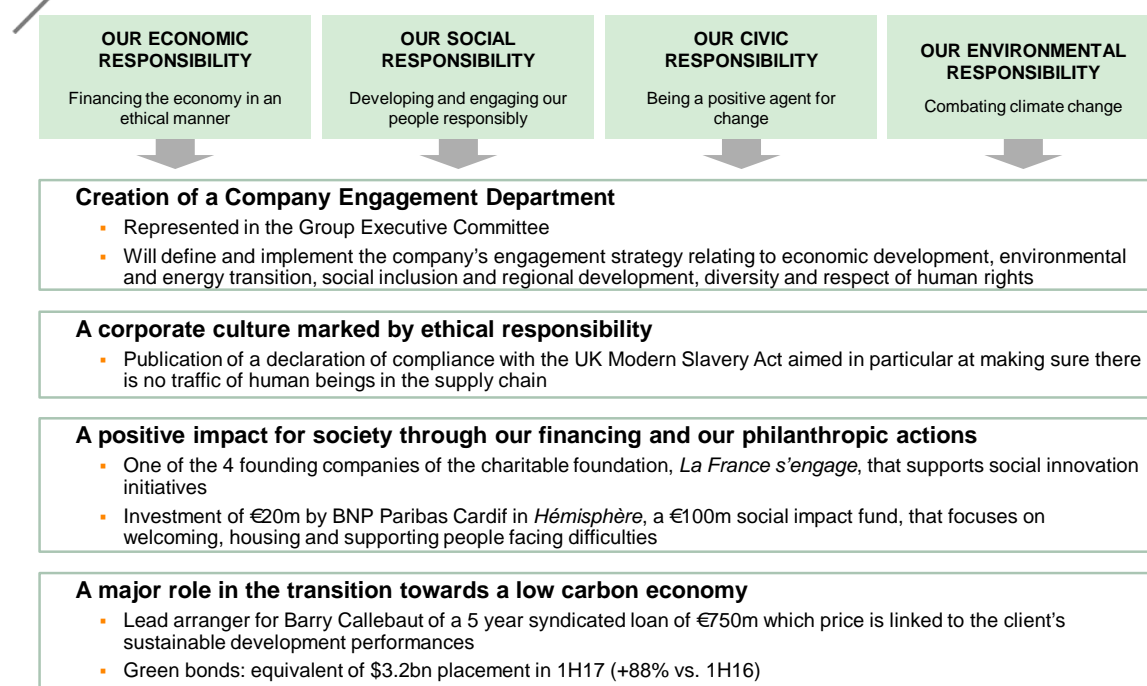 OUR ECONOMIC
RESPONSIBILITY
Financing the economy in an
ethical manner
OUR SOCIAL
RESPONSIBILITY
Developing and engaging our
people responsibly
OUR CIVIC
RESPONSIBILITY
Being a positive agent for
change
OUR ENVIRONMENTAL
RESPONSIBILITY
Combating climate change
Creation of a Company Engagement Department
▪ Represented in the Group Executive Committee
▪ Will define and implement the company’s engagement strategy relating to economic development, environmental
and energy transition, social inclusion and regional development, diversity and respect of human rights
A corporate culture marked by ethical responsibility
▪ Publication of a declaration of compliance with the UK Modern Slavery Act aimed in particular at making sure there
is no traffic of human beings in the supply chain
A positive impact for society through our financing and our philanthropic actions
▪ One of the 4 founding companies of the charitable foundation, La France s’engage, that supports social innovation
initiatives
▪ Investment of €20m by BNP Paribas Cardif in Hémisphère, a €100m social impact fund, that focuses on
welcoming, housing and supporting people facing difficulties
A major role in the transition towards a low carbon economy
▪ Lead arranger for Barry Callebaut of a 5 year syndicated loan of €750m which price is linked to the client’s
sustainable development performances
▪ Green bonds: equivalent of $3.2bn placement in 1H17 (+88% vs. 1H16)